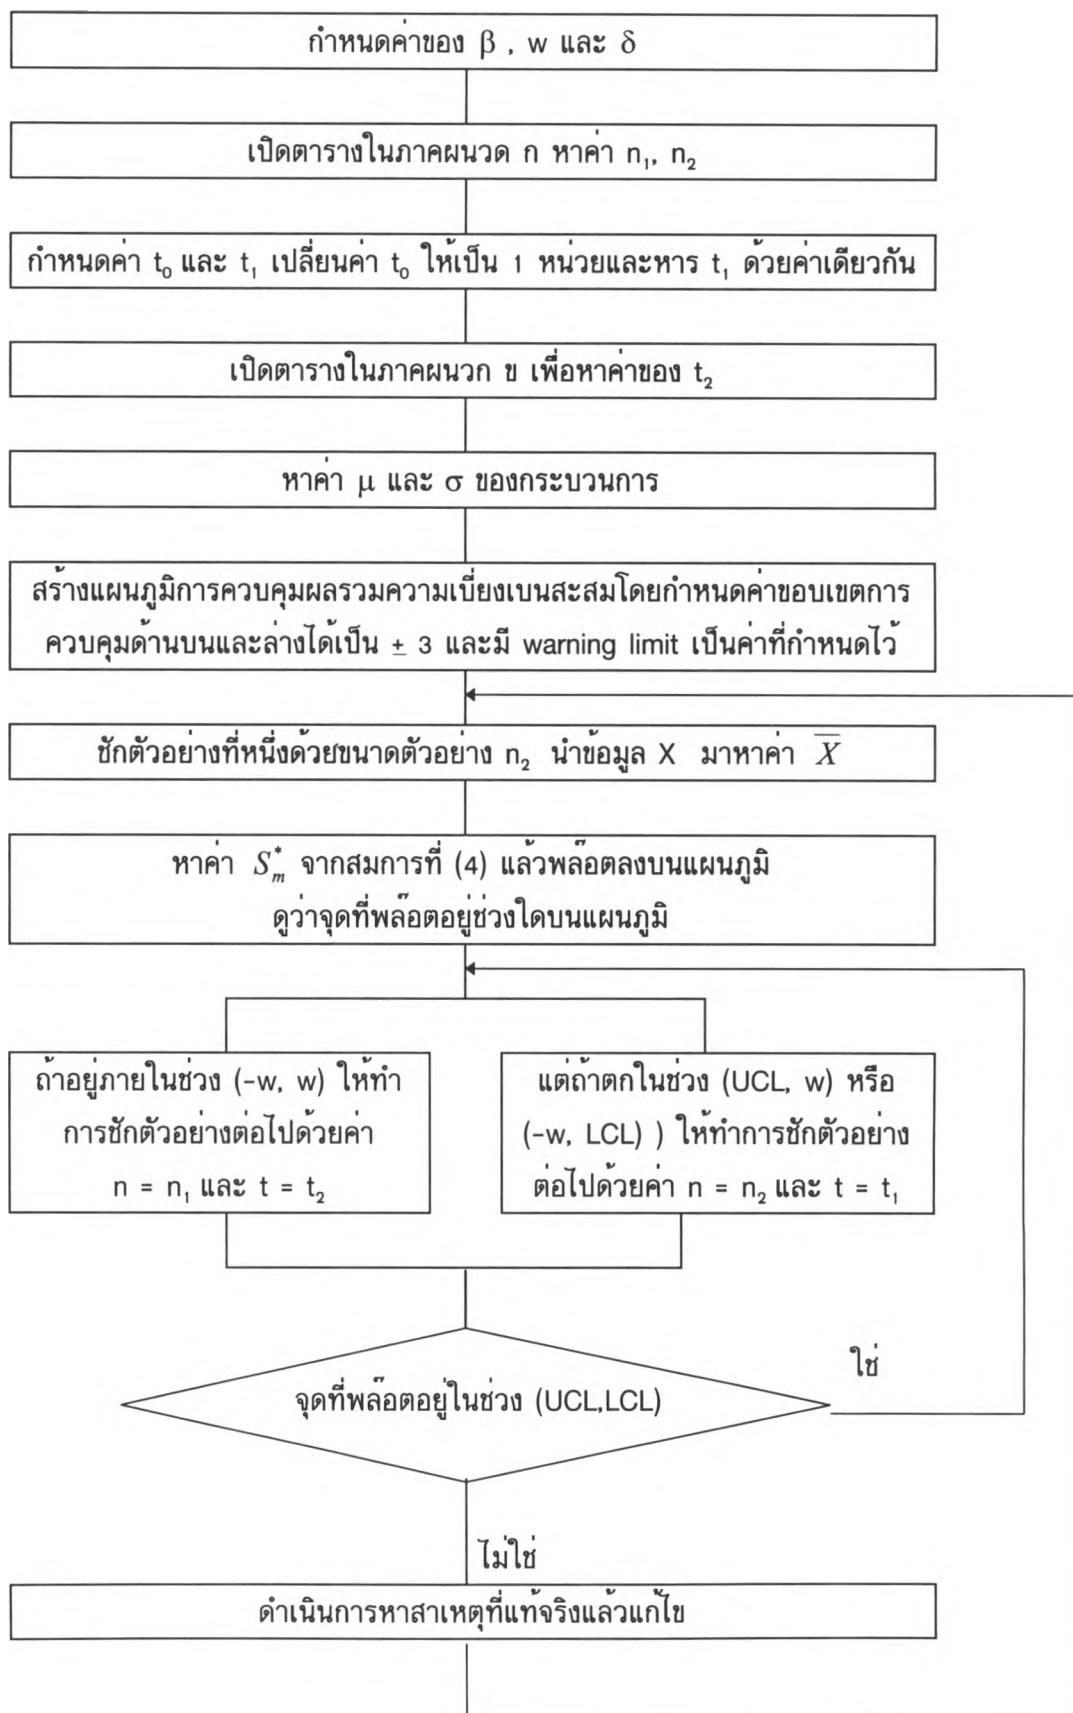 กำหนดค่าของ β , w และ δ
เปิดตารางในภาคผนวด ก หาค่า n₁, n₂
กำหนดค่า t₀ และ t₁ เปลี่ยนค่า t₀ ให้เป็น 1 หน่วยและหาร t₁ ด้วยค่าเดียวกัน
เปิดตารางในภาคผนวก ข เพื่อหาค่าของ t₂
หาค่า μ และ σ ของกระบวนการ
สร้างแผนภูมิการควบคุมผลรวมความเบี่ยงเบนสะสมโดยกำหนดค่าขอบเขตการ
ควบคุมด้านบนและล่างได้เป็น ± 3 และมี warning limit เป็นค่าที่กำหนดไว้
ชักตัวอย่างที่หนึ่งด้วยขนาดตัวอย่าง n₂ นำข้อมูล X มาหาค่า X̅
หาค่า S*ₘ จากสมการที่ (4) แล้วพล๊อตลงบนแผนภูมิ
ดูว่าจุดที่พล๊อตอยู่ช่วงใดบนแผนภูมิ
ถ้าอยู่ภายในช่วง (-w, w) ให้ทำ
การชักตัวอย่างต่อไปด้วยค่า
n = n₁ และ t = t₂
แต่ถ้าตกในช่วง (UCL, w) หรือ
(-w, LCL) ) ให้ทำการชักตัวอย่าง
ต่อไปด้วยค่า n = n₂ และ t = t₁
จุดที่พล๊อตอยู่ในช่วง (UCL,LCL)
ใช่
ไม่ใช่
ดำเนินการหาสาเหตุที่แท้จริงแล้วแก้ไข